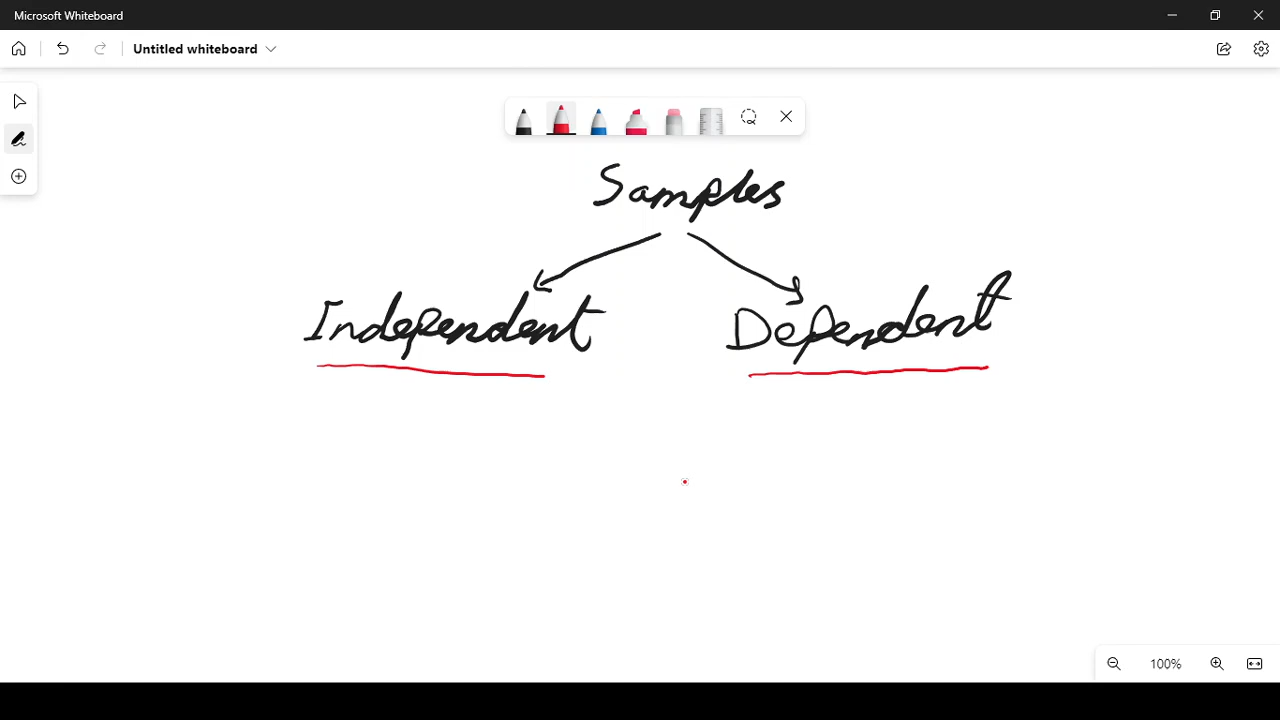 Microsoft Whiteboard
Untitled whiteboard
Samples
Independent Dependent
100%